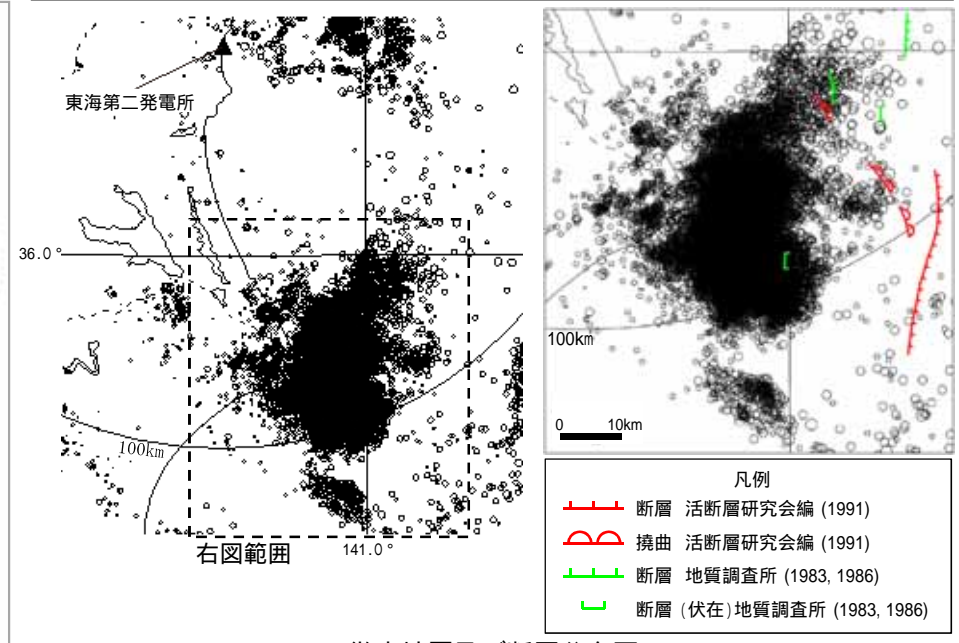 東海第二発電所
36.0°
100km
右図範囲
141.0°
100km
0 10km
凡例
断層 活断層研究会編 (1991)
撓曲 活断層研究会編 (1991)
断層 地質調査所 (1983, 1986)
断層 (伏在) 地質調査所 (1983, 1986)